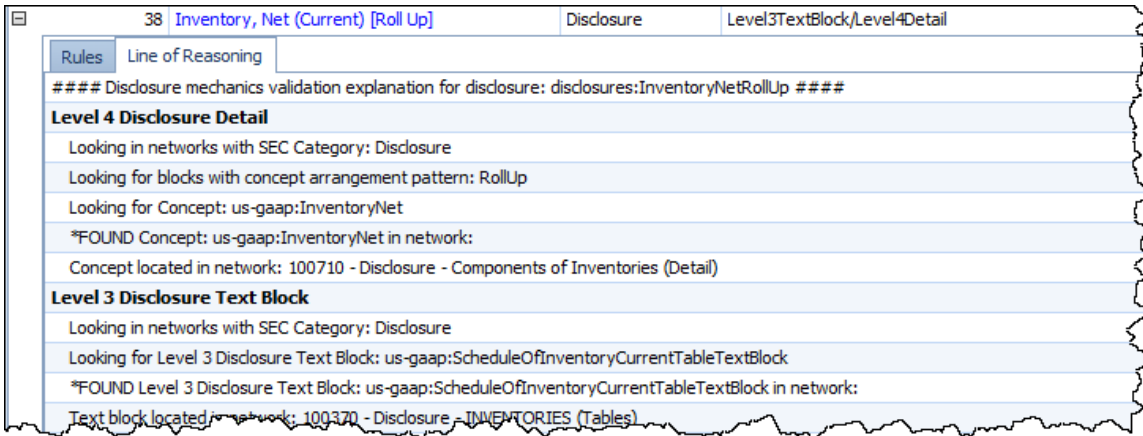 38 Inventory, Net (Current) [Roll Up] Disclosure Level3TextBlock/Level4Detail
Rules Line of Reasoning
#### Disclosure mechanics validation explanation for disclosure: disclosures:InventoryNetRollUp ####
Level 4 Disclosure Detail
Looking in networks with SEC Category: Disclosure
Looking for blocks with concept arrangement pattern: RollUp
Looking for Concept: us-gaap:InventoryNet
*FOUND Concept: us-gaap:InventoryNet in network:
Concept located in network: 100710 - Disclosure - Components of Inventories (Detail)
Level 3 Disclosure Text Block
Looking in networks with SEC Category: Disclosure
Looking for Level 3 Disclosure Text Block: us-gaap:ScheduleOfInventoryCurrentTableTextBlock
*FOUND Level 3 Disclosure Text Block: us-gaap:ScheduleOfInventoryCurrentTableTextBlock in network:
Text block located in network: 100370 - Disclosure - INVENTORIES (Tables)